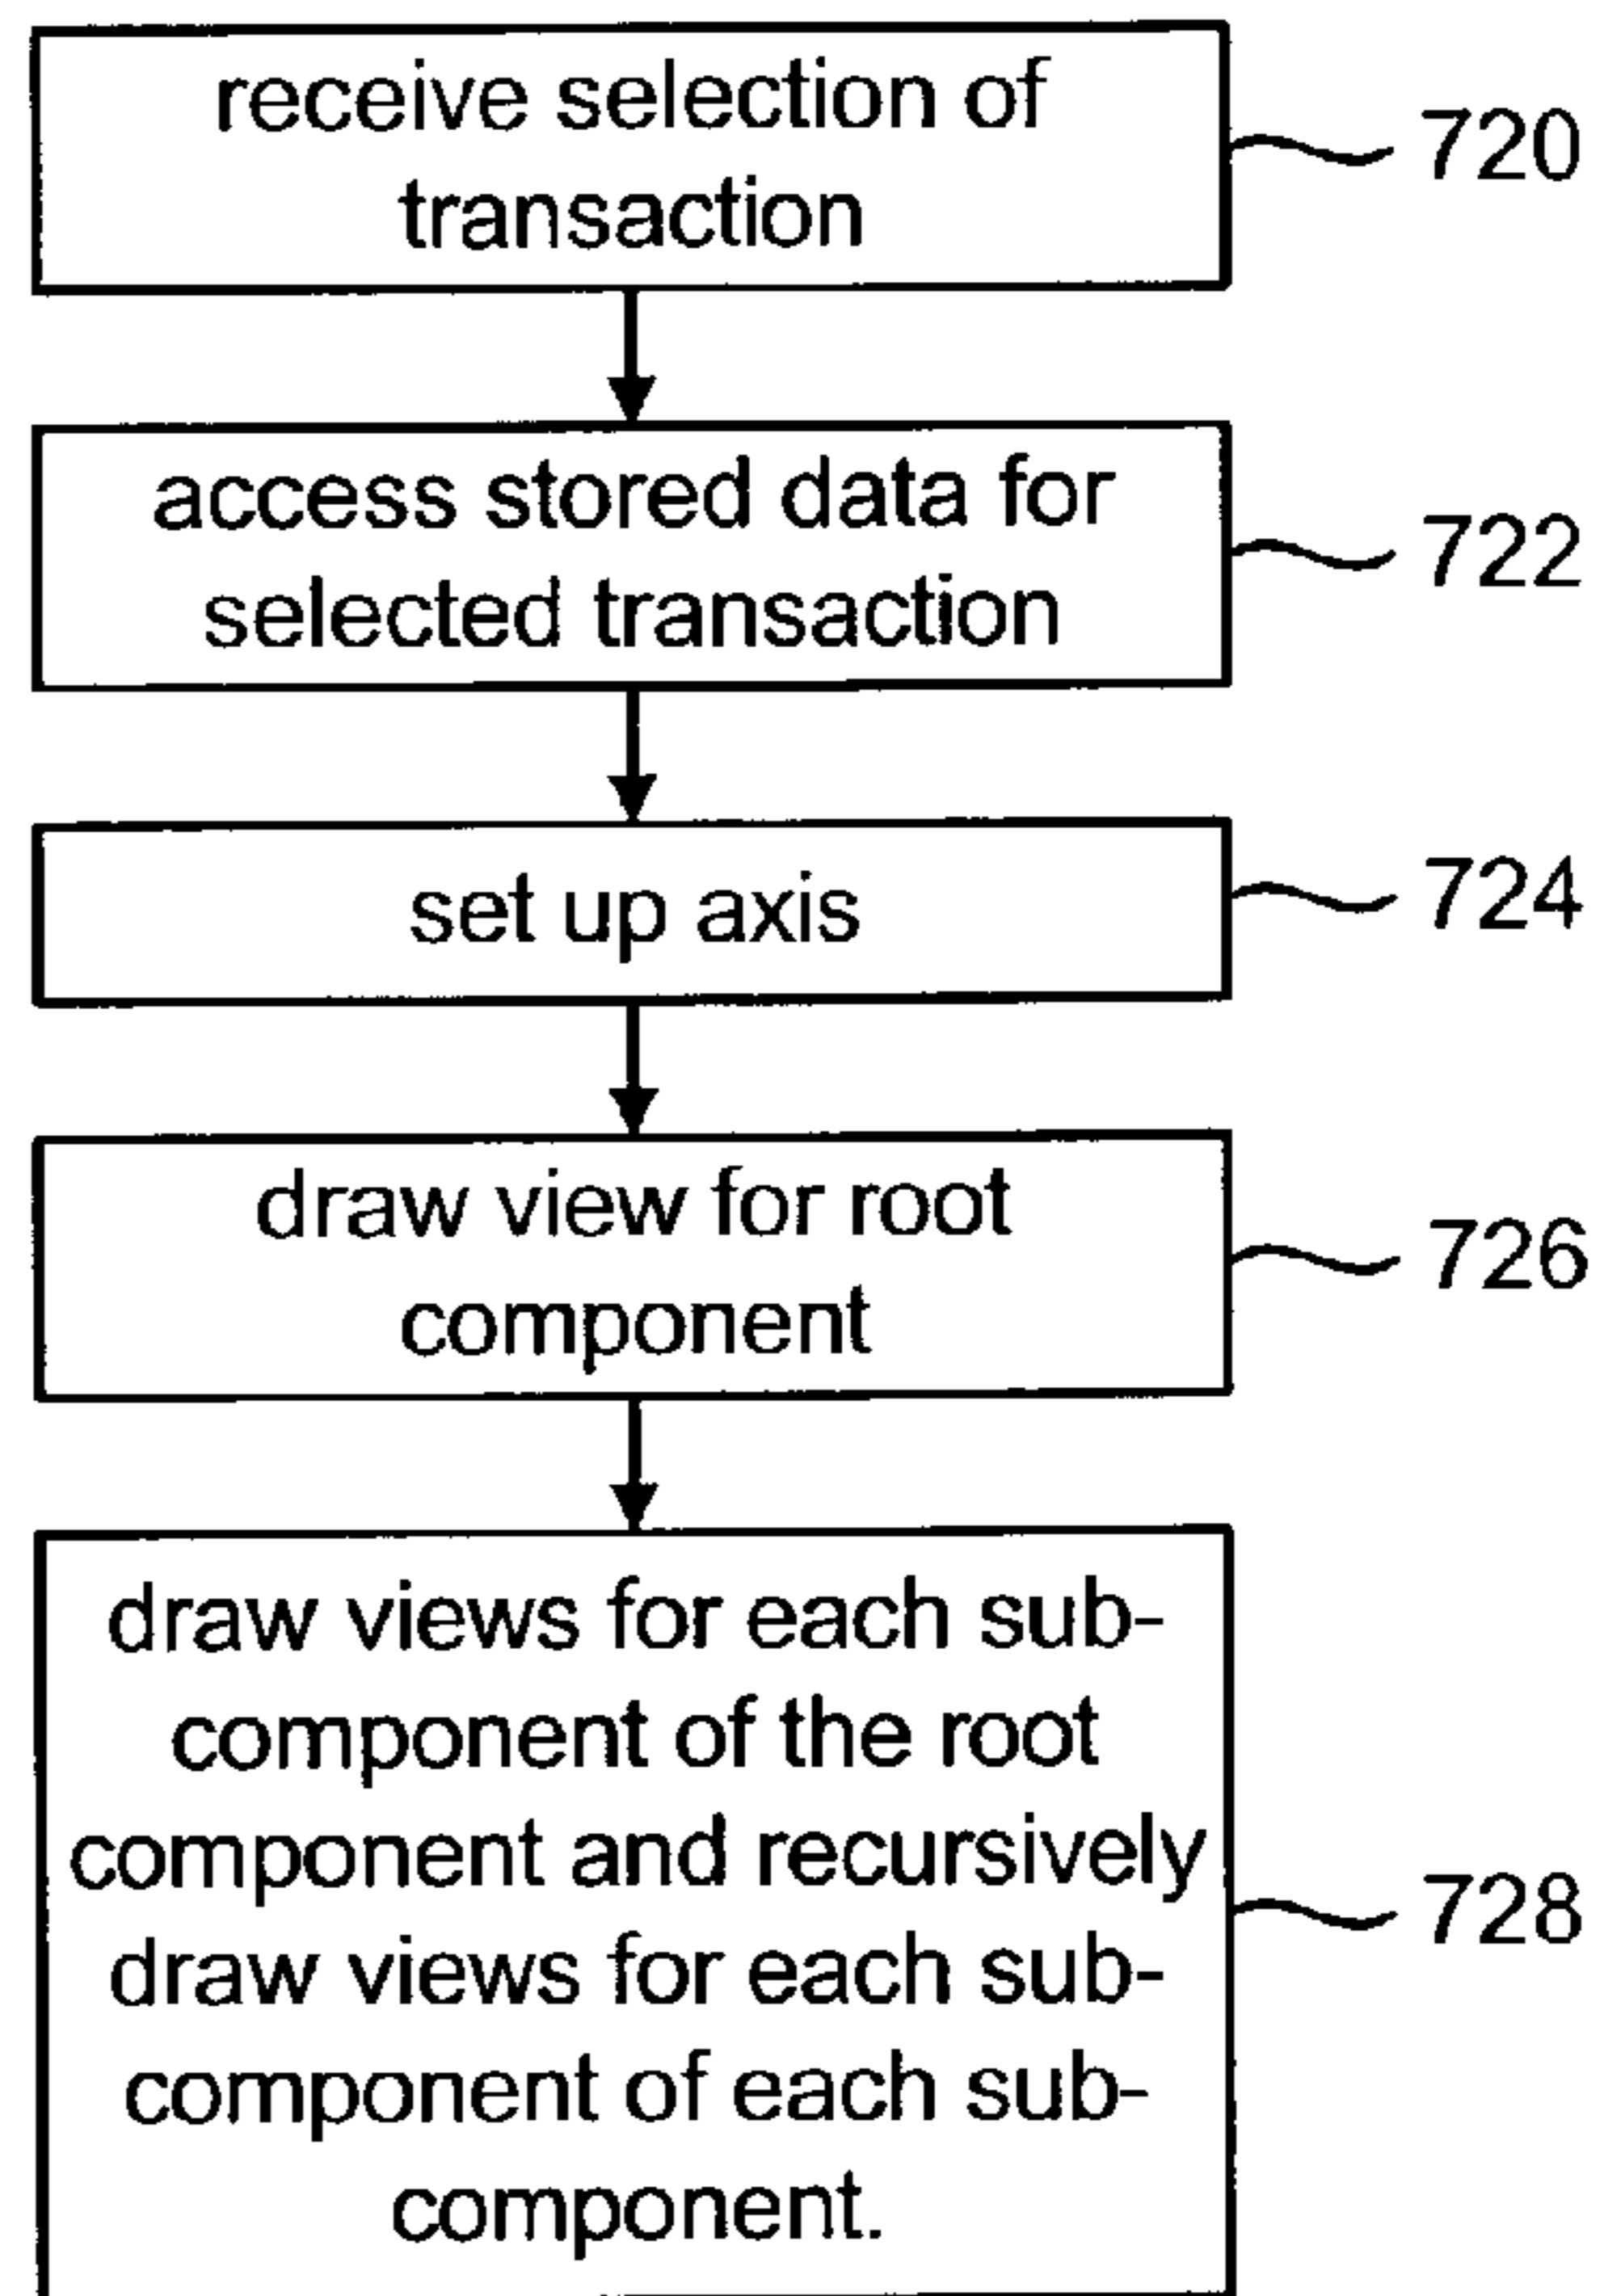 receive selection of
transaction
720
access stored data for
selected transaction
722
set up axis
724
draw view for root
component
726
draw views for each sub-
component of the root
component and recursively
draw views for each sub-
component of each sub-
component.
728